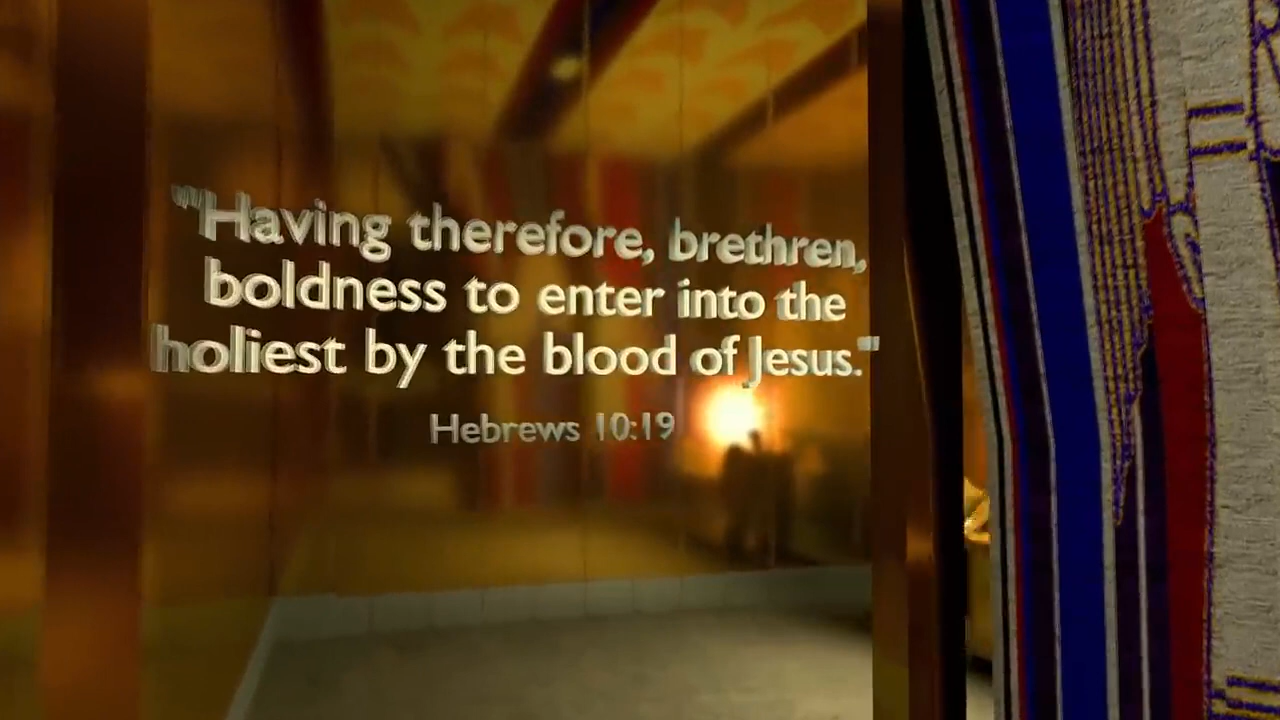 "Having therefore, brethren,
boldness to enter into the
holiest by the blood of Jesus."
Hebrews 10:19